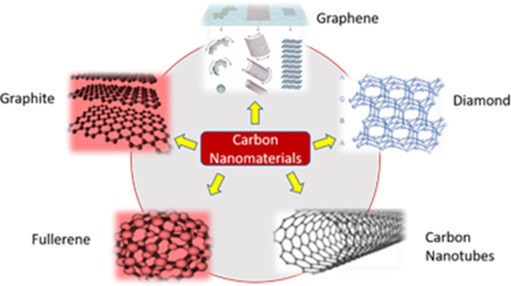 Graphene
Graphite
Diamond
Carbon
Nanomaterials
Fullerene
Carbon
Nanotubes